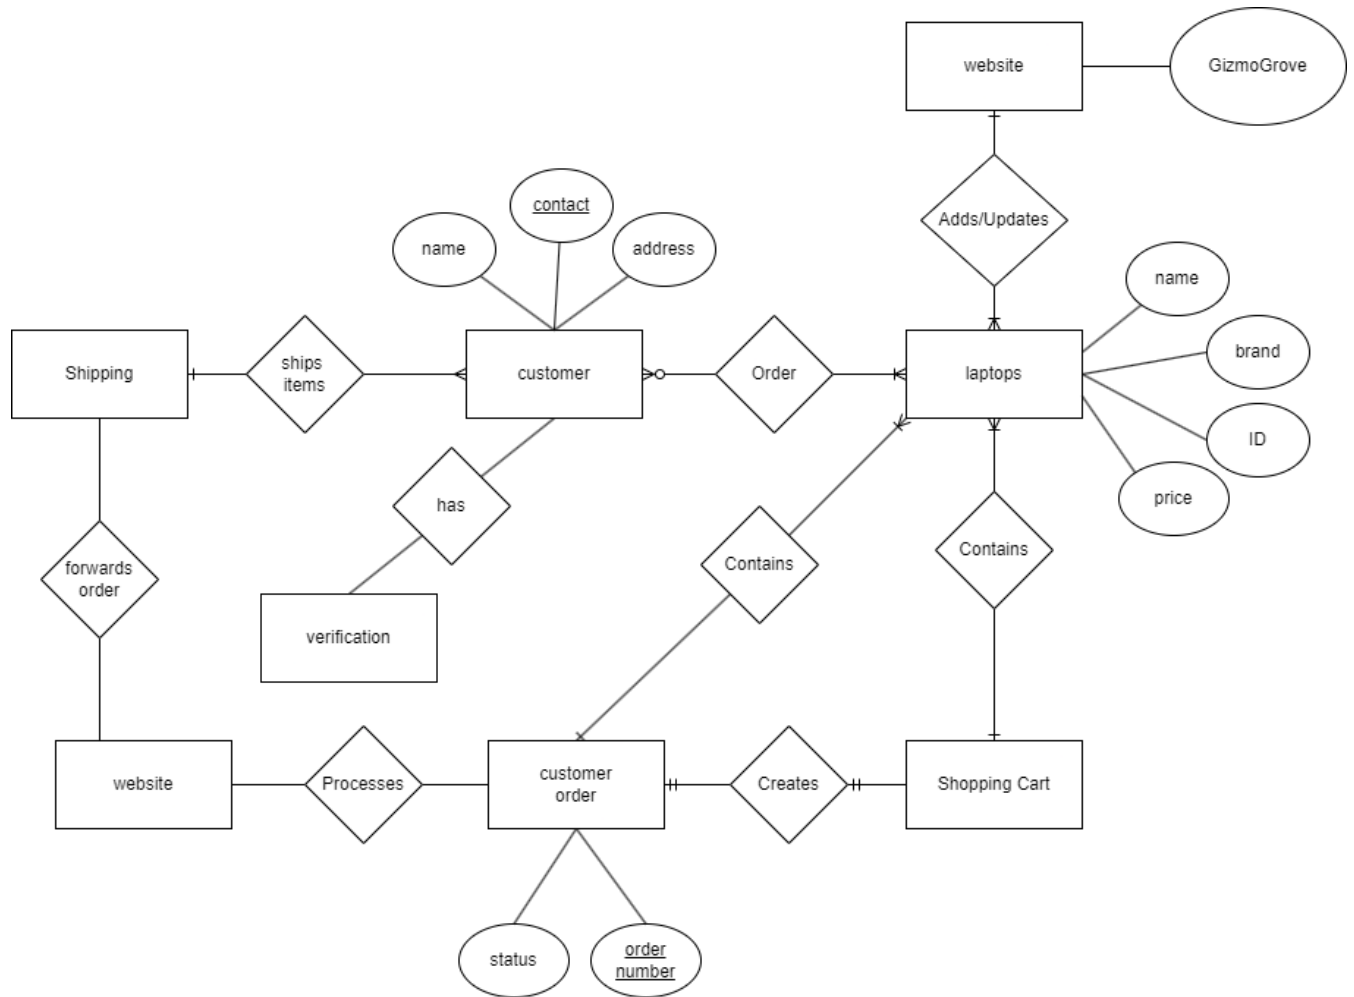 website
GizmoGrove
contact
name
address
Adds/Updates
name
brand
ID
price
Shipping
ships
items
customer
Order
laptops
has
Contains
Contains
forwards
order
verification
website
Processes
customer
order
Creates
Shopping Cart
status
order
number